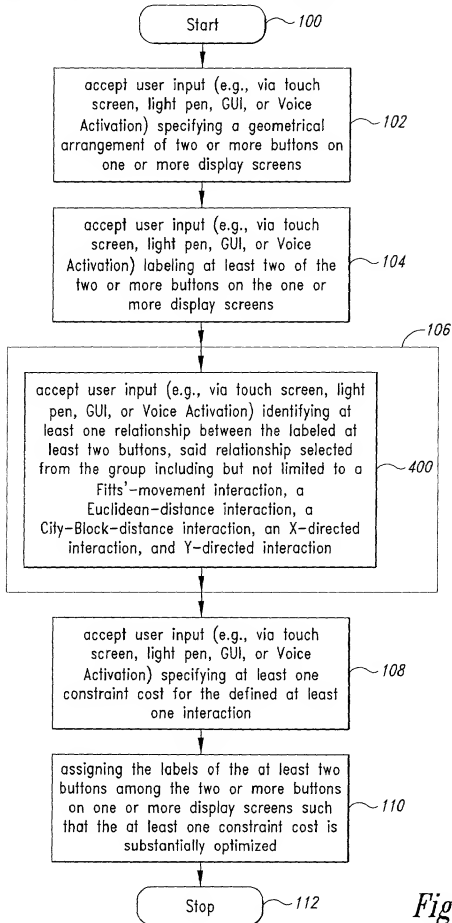 Start
100
accept user input (e.g., via touch
screen, light pen, GUI, or Voice
Activation) specifying a geometrical
arrangement of two or more buttons on
one or more display screens
102
accept user input (e.g., via touch
screen, light pen, GUI, or Voice
Activation) labeling at least two of the
two or more buttons on the one or
more display screens
104
106
accept user input (e.g., via touch screen, light
pen, GUI, or Voice Activation) identifying at
least one relationship between the labeled at
least two buttons, said relationship selected
from the group including but not limited to a
Fitts'-movement interaction, a
Euclidean-distance interaction, a
City-Block-distance interaction, an X-directed
interaction, and Y-directed interaction
400
accept user input (e.g., via touch
screen, light pen, GUI, or Voice
Activation) specifying at least one
constraint cost for the defined at least
one interaction
108
assigning the labels of the at least two
buttons among the two or more buttons
on one or more display screens such
that the at least one constraint cost is
substantially optimized
110
Stop
112
Fig